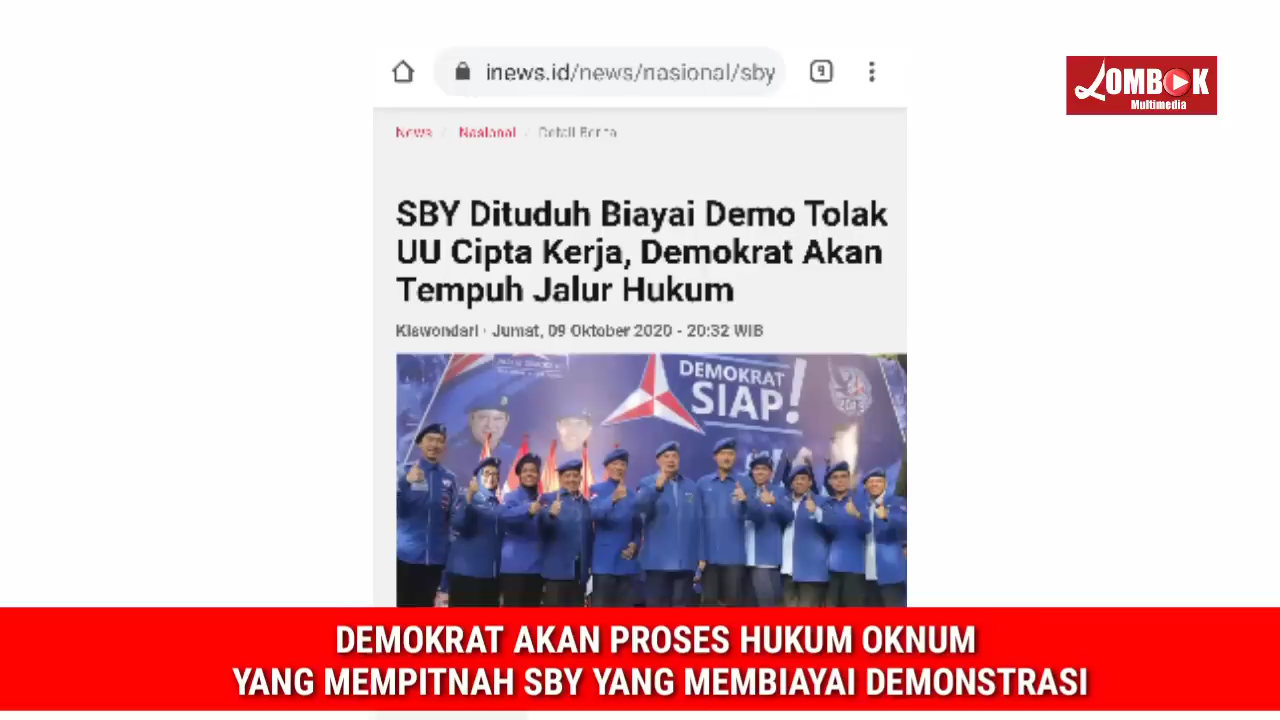 inews.id/news/nasional/sby
9
LOMBOK
Multimedia
News / Nasional / Detail Berita
SBY Dituduh Biayai Demo Tolak
UU Cipta Kerja, Demokrat Akan
Tempuh Jalur Hukum
Kiswondari · Jumat, 09 Oktober 2020 - 20:32 WIB
DEMOKRAT
SIAP!
DEMOKRAT AKAN PROSES HUKUM OKNUM
YANG MEMPITNAH SBY YANG MEMBIAYAI DEMONSTRASI